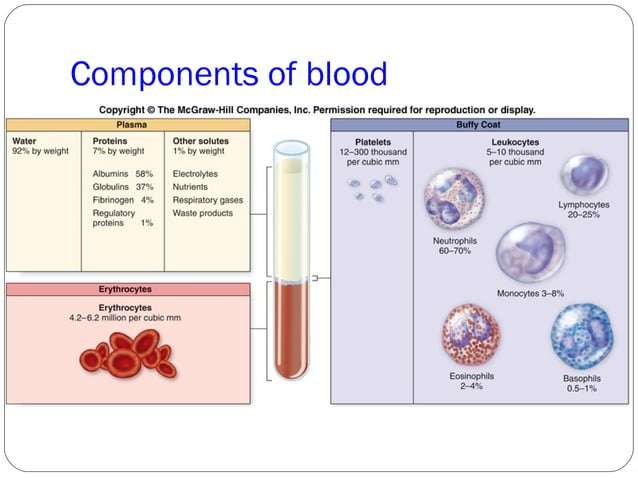 Components of blood
Copyright © The McGraw-Hill Companies, Inc. Permission required for reproduction or display.
Plasma
Water
92% by weight
Proteins
7% by weight
Albumins 58%
Globulins 37%
Fibrinogen 4%
Regulatory
proteins 1%
Other solutes
1% by weight
Electrolytes
Nutrients
Respiratory gases
Waste products
Erythrocytes
Erythrocytes
4.2–6.2 million per cubic mm
Buffy Coat
Platelets
12–300 thousand
per cubic mm
Leukocytes
5–10 thousand
per cubic mm
Neutrophils
60–70%
Lymphocytes
20–25%
Monocytes 3–8%
Eosinophils
2–4%
Basophils
0.5–1%